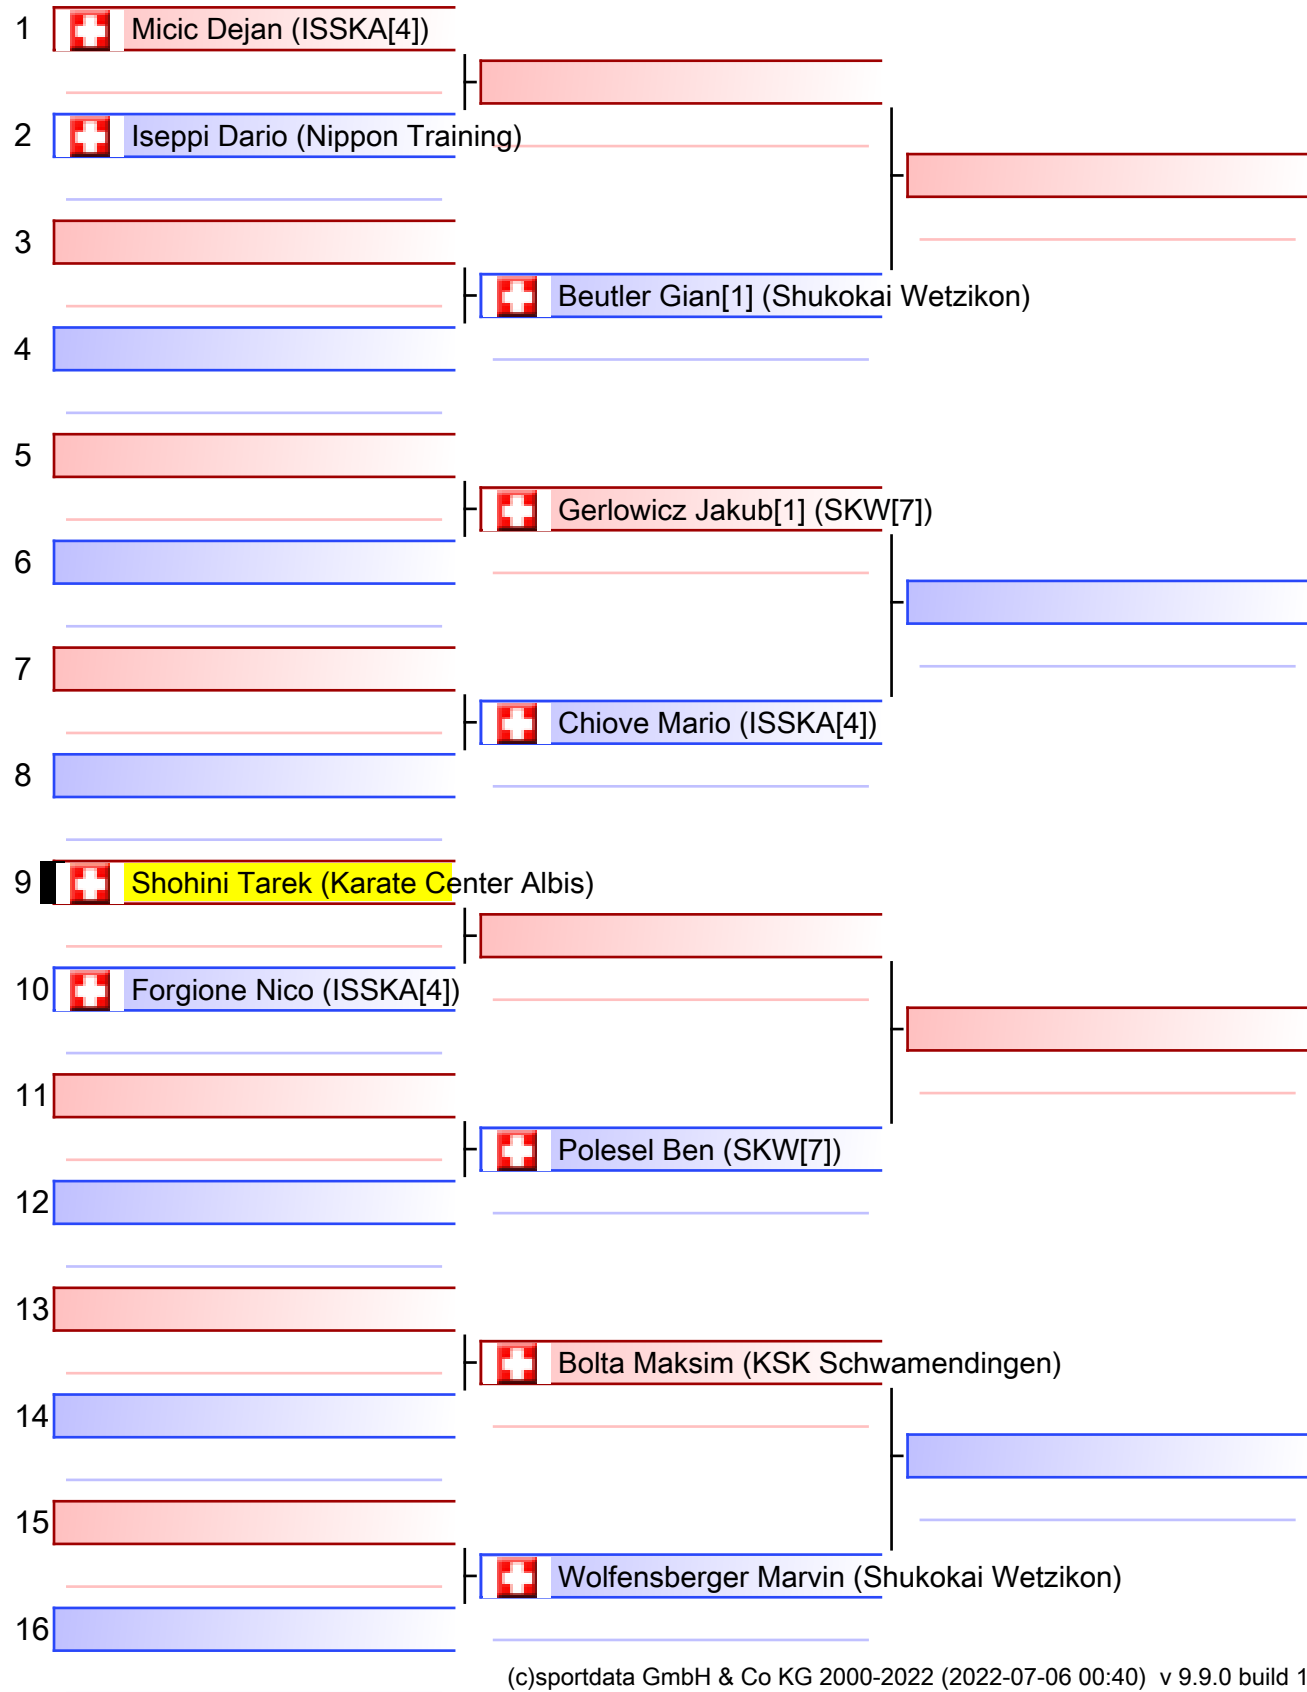 1 Micic Dejan (ISSKA[4])
2 Iseppi Dario (Nippon Training)
3
Beutler Gian[1] (Shukokai Wetzikon)
4
5
Gerlowicz Jakub[1] (SKW[7])
6
7
Chiove Mario (ISSKA[4])
8
9 Shohini Tarek (Karate Center Albis)
10 Forgione Nico (ISSKA[4])
11
Polesel Ben (SKW[7])
12
13
Bolta Maksim (KSK Schwamendingen)
14
15
Wolfensberger Marvin (Shukokai Wetzikon)
16
(c)sportdata GmbH & Co KG 2000-2022 (2022-07-06 00:40) v 9.9.0 build 1